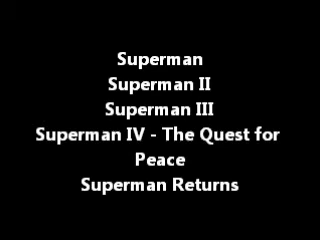 Superman
Superman II
Superman III
Superman IV - The Quest for
Peace
Superman Returns